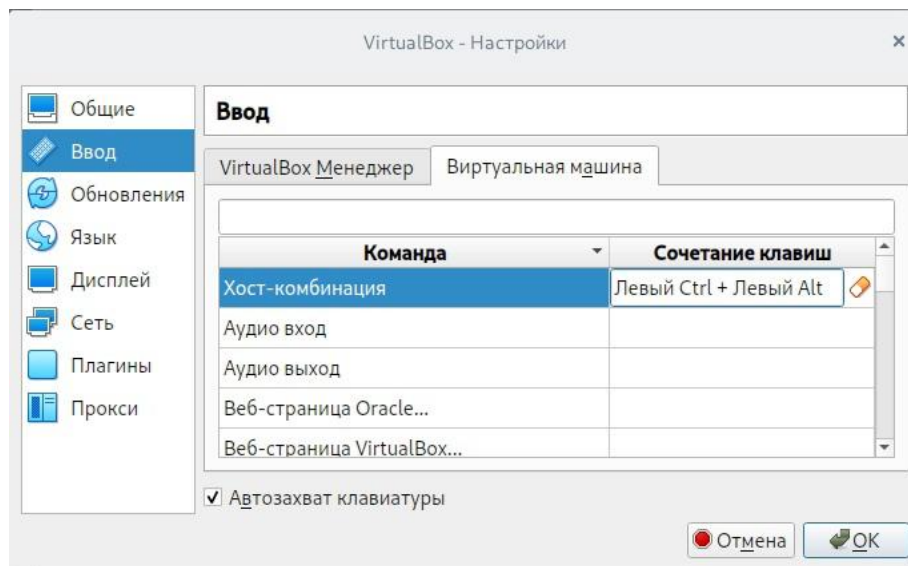 VirtualBox - Настройки
Общие
Ввод
Обновления
Язык
Дисплей
Сеть
Плагины
Прокси
Ввод
VirtualBox Менеджер Виртуальная машина
Команда Сочетание клавиш
Хост-комбинация Левый Ctrl + Левый Alt
Аудио вход
Аудио выход
Веб-страница Oracle...
Веб-страница VirtualBox...
Автозахват клавиатуры
Отмена OK